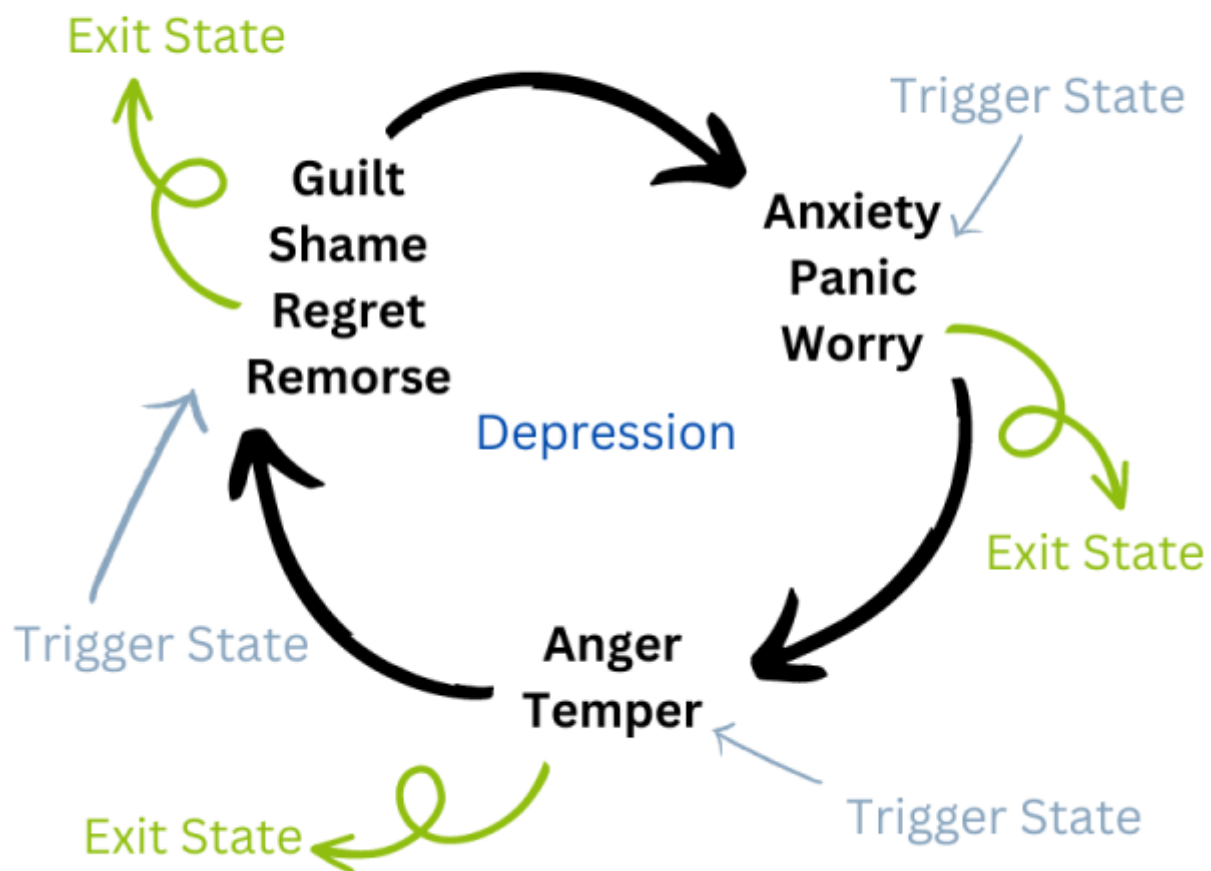 Exit State
Trigger State
Guilt
Shame
Regret
Remorse
Anxiety
Panic
Worry
Depression
Exit State
Trigger State
Anger
Temper
Trigger State
Exit State